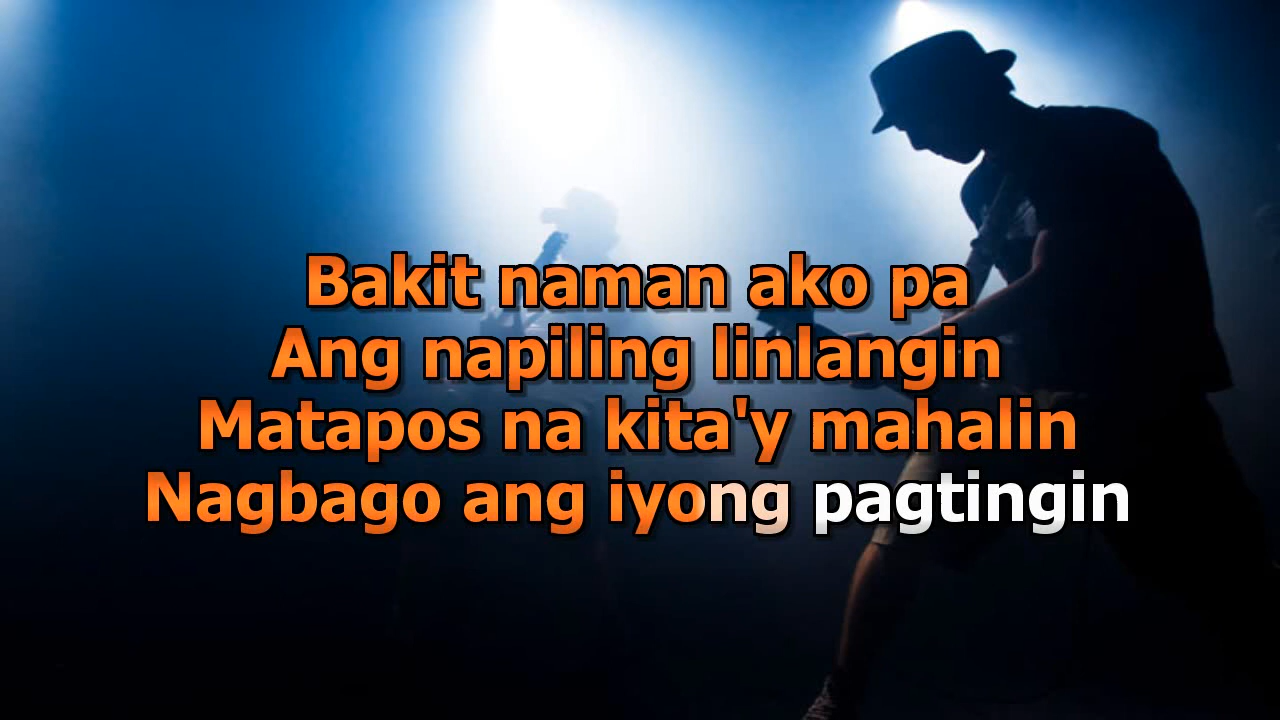 Bakit naman ako pa
Ang napiling linlangin
Matapos na kita'y mahalin
Nagbago ang iyong pagtingin